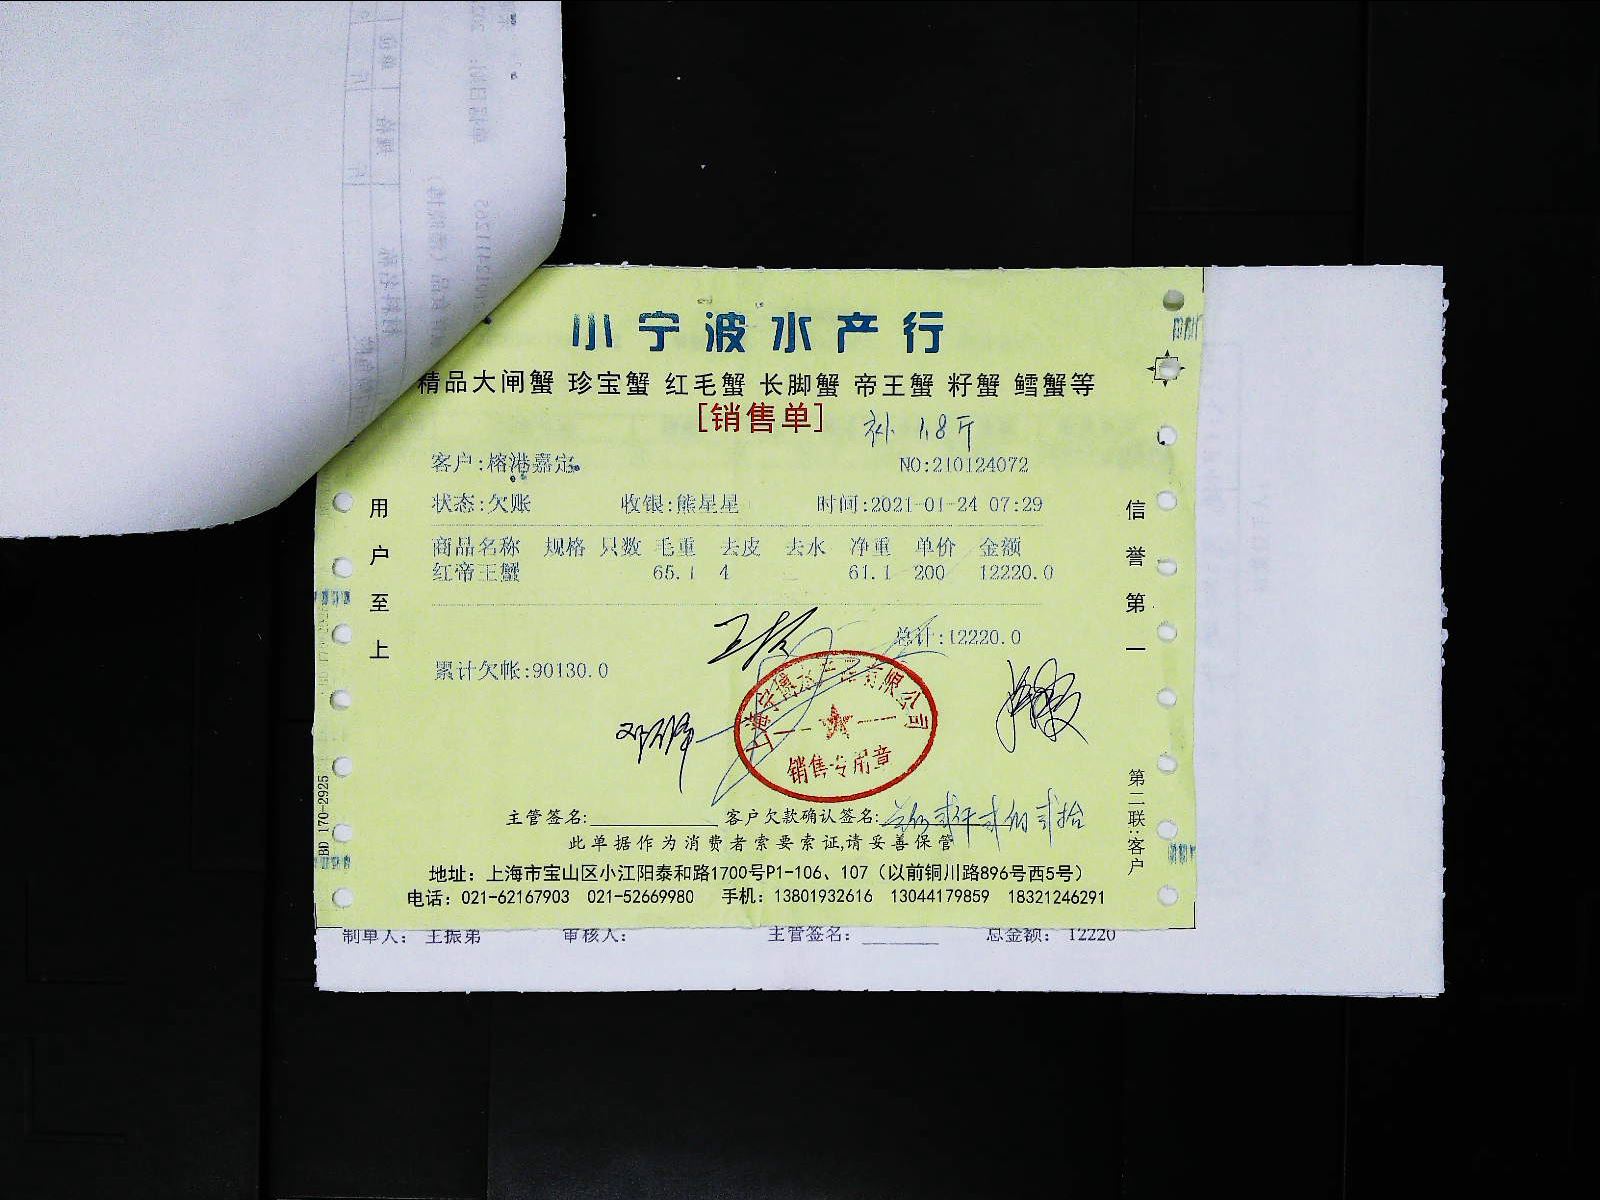 小宁波水产行
精品大闸蟹 珍宝蟹 红毛蟹 长脚蟹 帝王蟹 籽蟹 鳕蟹等
[销售单]
补 1.8斤
客户:榕港嘉定 NO:210124072
状态:欠账 收银:熊星星 时间:2021-01-24 07:29
商品名称 规格 只数 毛重 去皮 去水 净重 单价 金额
红帝王蟹 65.1 4 61.1 200 12220.0
总计:12220.0
累计欠帐:90130.0
销售专用章
主管签名: 客户欠款确认签名:
此单据作为消费者索要索证,请妥善保管
地址：上海市宝山区小江阳泰和路1700号P1-106、107（以前铜川路896号西5号）
电话：021-62167903 021-52669980 手机：13801932616 13044179859 18321246291
用户至上
信誉第一
第二联:客户
BD 170-2925
制单人： 王振弟 审核人： 主管签名： 总金额： 12220